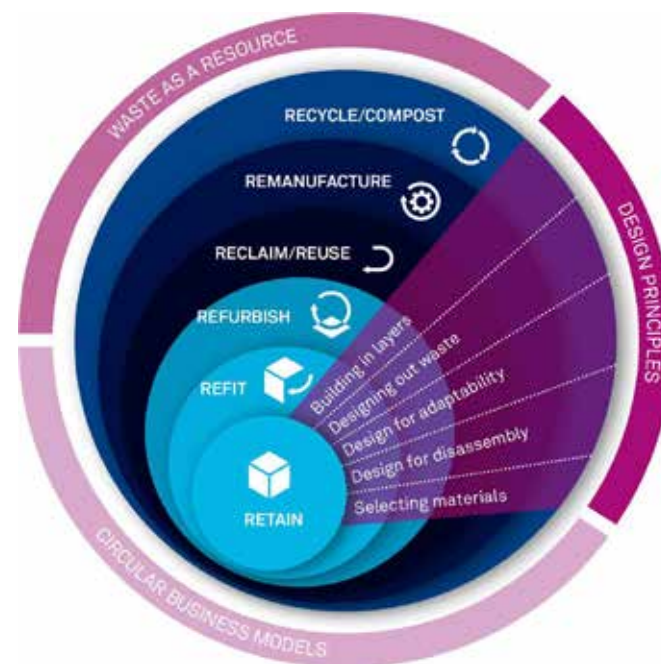 WASTE AS A RESOURCE
RECYCLE/COMPOST
REMANUFACTURE
RECLAIM/REUSE
REFURBISH
REFIT
RETAIN
Building in layers
Designing out waste
Design for adaptability
Design for disassembly
Selecting materials
DESIGN PRINCIPLES
CIRCULAR BUSINESS MODELS